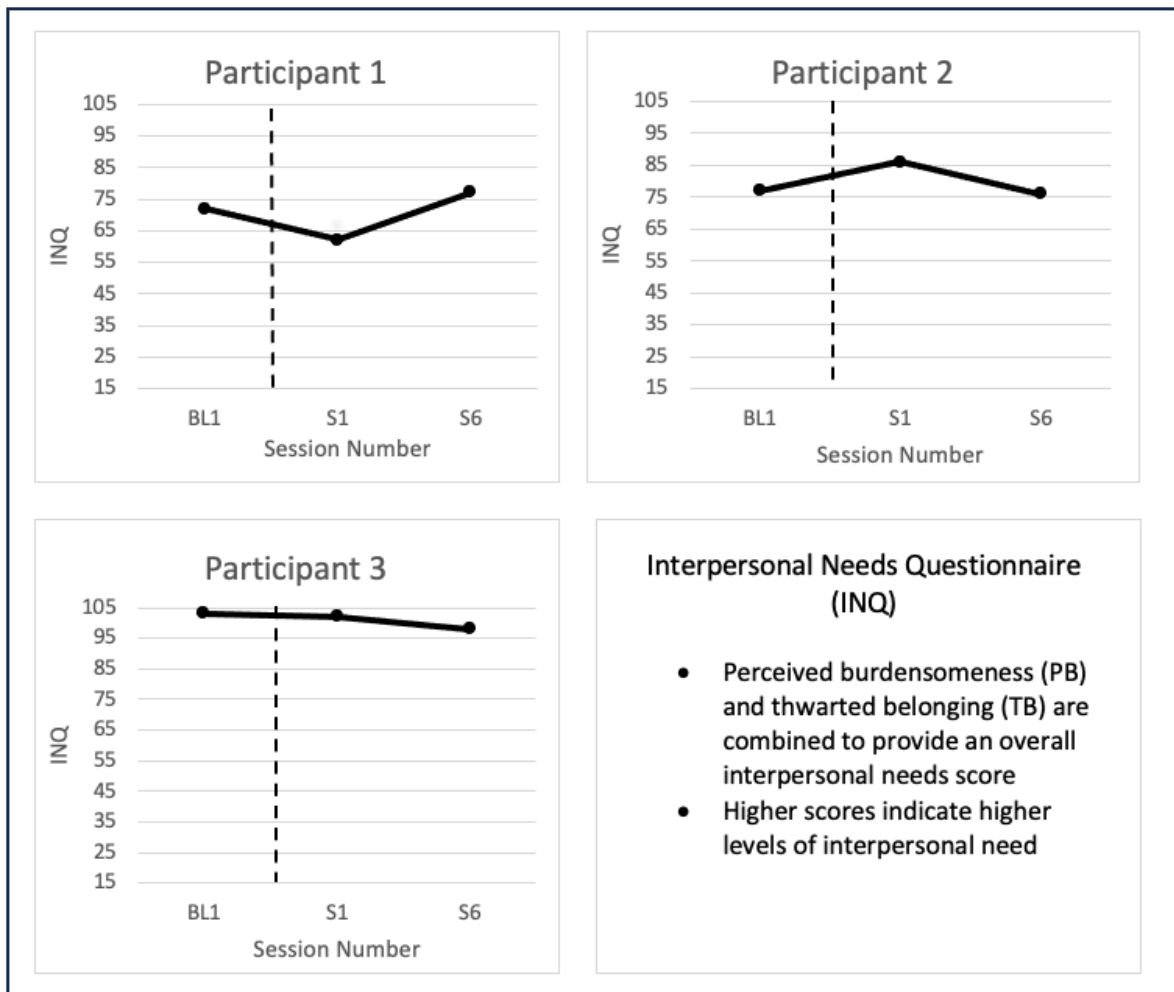 Participant 1
105
95
85
75
65
55
45
35
25
15
INQ
BL1 S1 S6
Session Number
Participant 2
105
95
85
75
65
55
45
35
25
15
INQ
BL1 S1 S6
Session Number
Participant 3
105
95
85
75
65
55
45
35
25
15
INQ
BL1 S1 S6
Session Number
Interpersonal Needs Questionnaire
(INQ)
• Perceived burdensomeness (PB)
and thwarted belonging (TB) are
combined to provide an overall
interpersonal needs score
• Higher scores indicate higher
levels of interpersonal need